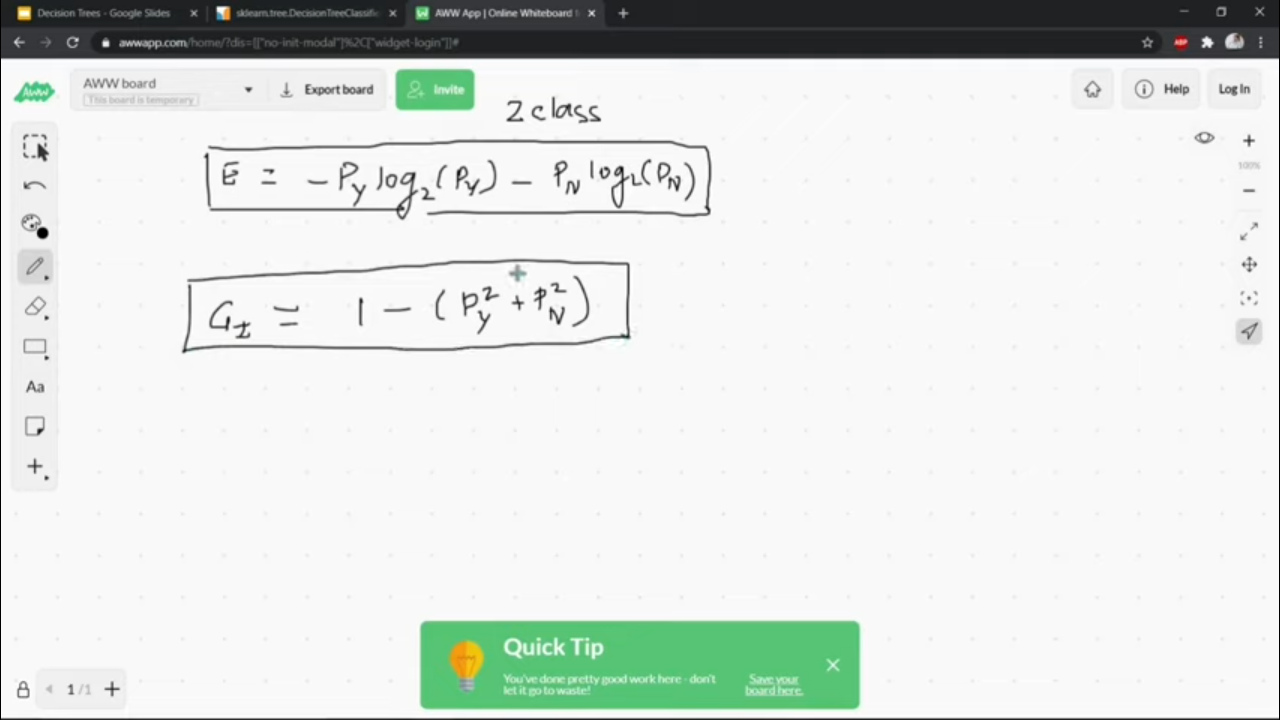 Decision Trees - Google Slides
sklearn.tree.DecisionTreeClassifi
AWW App | Online Whiteboard
awwapp.com/home/?dis=[["no-init-modal"]%2C["widget-login"]]#
ABP
AWW
AWW board
This board is temporary
Export board
Invite
Help
Log In
100%
2 class
E = - P_Y log_2 (P_Y) - P_N log_2 (P_N)
G_I = 1 - (P_Y^2 + P_N^2)
Aa
Quick Tip
You've done pretty good work here - don't
let it go to waste!
Save your
board here.
1 / 1